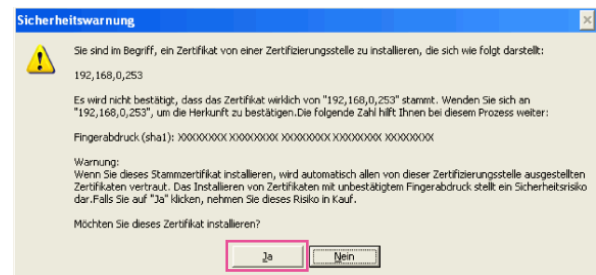 Sicherheitswarnung
Sie sind im Begriff, ein Zertifikat von einer Zertifizierungsstelle zu installieren, die sich wie folgt darstellt:
192,168,0,253
Es wird nicht bestätigt, dass das Zertifikat wirklich von "192,168,0,253" stammt. Wenden Sie sich an
"192,168,0,253", um die Herkunft zu bestätigen.Die folgende Zahl hilft Ihnen bei diesem Prozess weiter:
Fingerabdruck (sha1): XXXXXXXX XXXXXXXX XXXXXXXX XXXXXXXX XXXXXXXX
Warnung:
Wenn Sie dieses Stammzertifikat installieren, wird automatisch allen von dieser Zertifizierungsstelle ausgestellten
Zertifikaten vertraut. Das Installieren von Zertifikaten mit unbestätigtem Fingerabdruck stellt ein Sicherheitsrisiko
dar.Falls Sie auf "Ja" klicken, nehmen Sie dieses Risiko in Kauf.
Möchten Sie dieses Zertifikat installieren?
Ja Nein